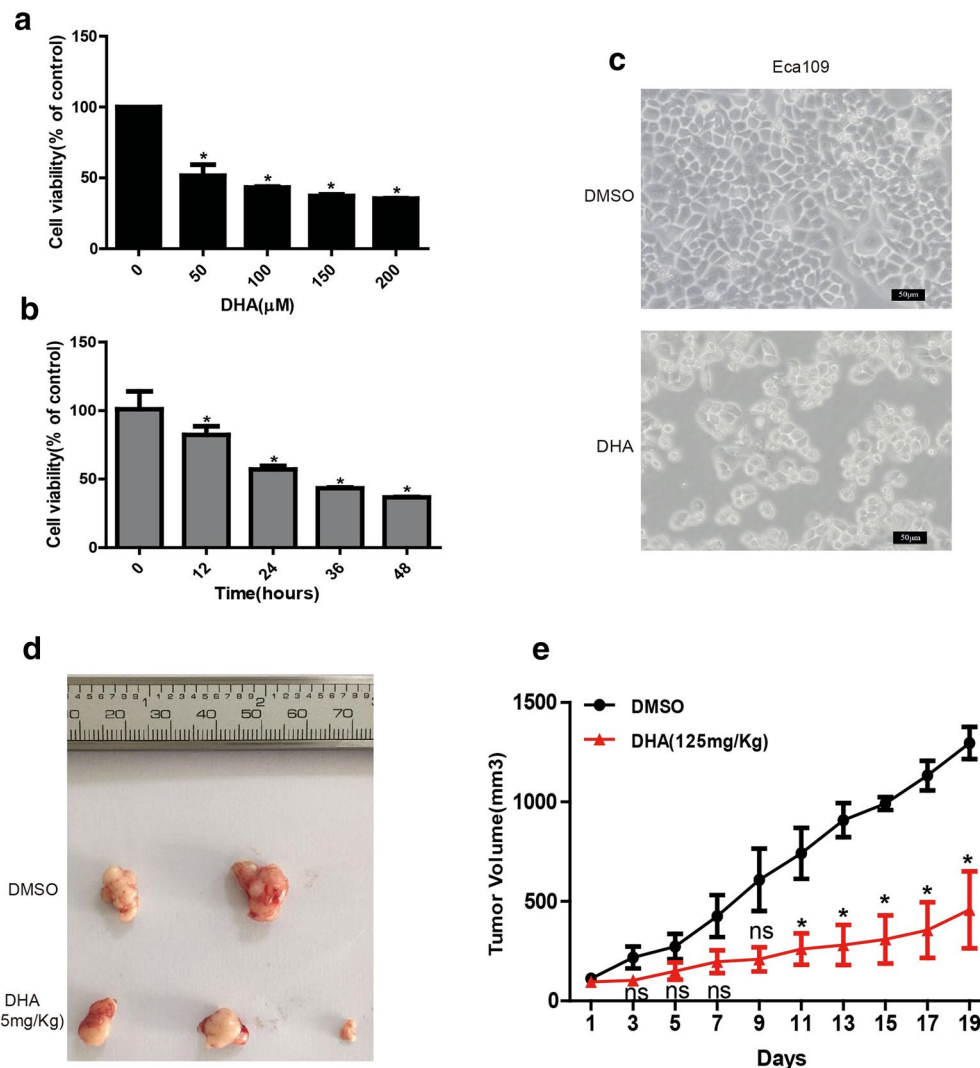 a
Cell viability(% of control)
150
100
50
0
* * * *
0 50 100 150 200
DHA(μM)
b
Cell viability(% of control)
150
100
50
0
* * * *
0 12 24 36 48
Time(hours)
c
Eca109
DMSO
50μm
DHA
50μm
d
1 2
10 20 30 40 50 60 70
DMSO
DHA
5mg/Kg)
e
DMSO
DHA(125mg/Kg)
Tumor Volume(mm3)
1500
1000
500
0
ns ns ns ns * * * * *
1 3 5 7 9 11 13 15 17 19
Days